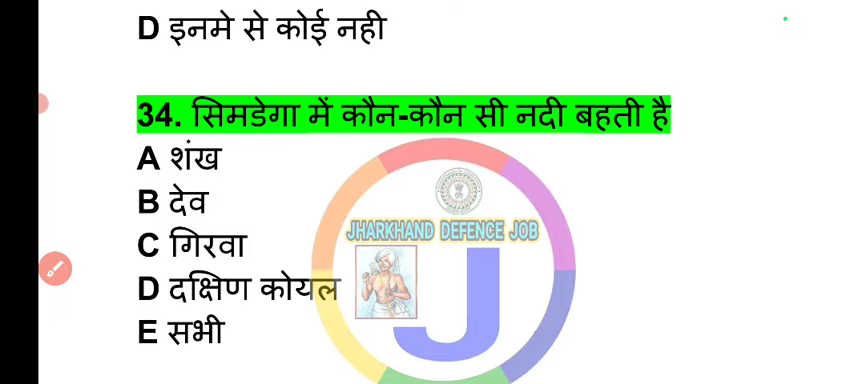 D इनमे से कोई नही
34. सिमडेगा में कौन-कौन सी नदी बहती है
A शंख
B देव
C गिरवा
D दक्षिण कोयल
E सभी
JHARKHAND DEFENCE JOB
J